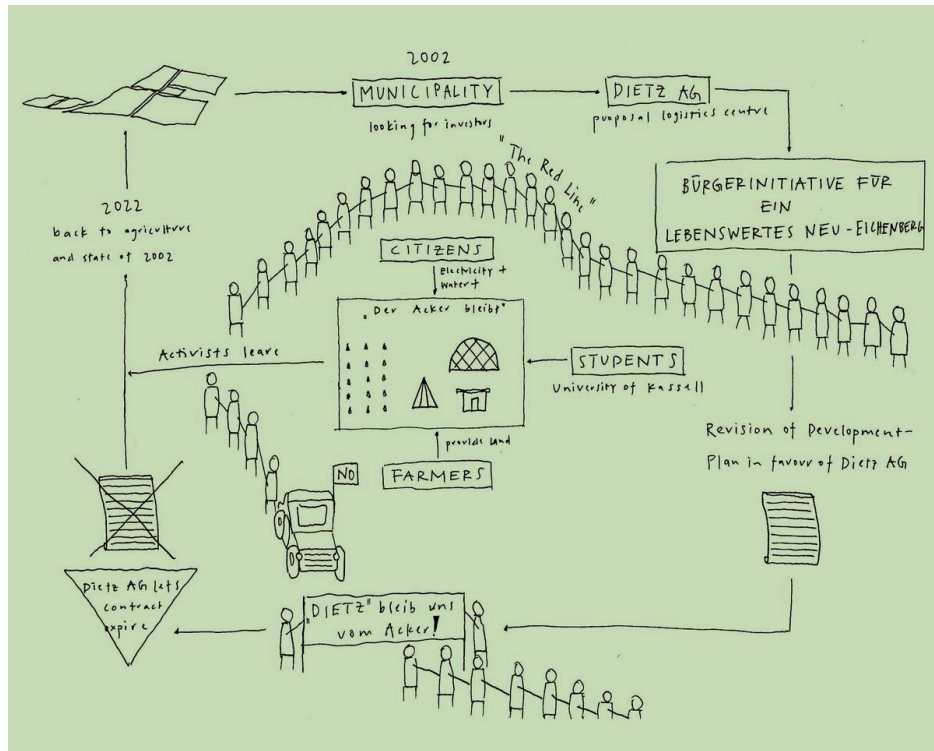 2002
MUNICIPALITY
looking for investors
DIETZ AG
proposal logistics centre
"The Red Line"
BÜRGERINITIATIVE FÜR
EIN
LEBENSWERTES NEU-EICHENBERG
2022
back to agriculture
and state of 2002
CITIZENS
Electricity +
Water +
"Der Acker bleibt"
Activists leave
STUDENTS
University of Kassall
provide land
FARMERS
NO
Revision of Development-
Plan in favour of Dietz AG
Dietz AG lets
contract
expire
"DIETZ" bleib uns
vom Acker!